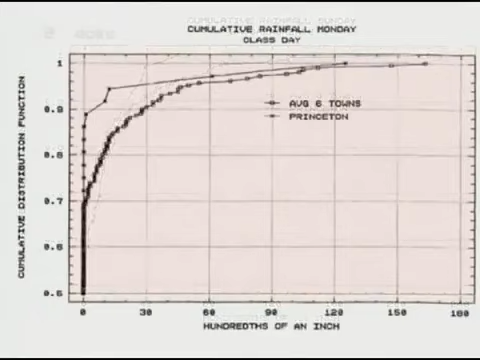 CUMULATIVE RAINFALL MONDAY
CLASS DAY
CUMULATIVE DISTRIBUTION FUNCTION
1
0.9
0.8
0.7
0.6
0.5
AVG 6 TOWNS
PRINCETON
0
30
60
90
120
150
180
HUNDREDTHS OF AN INCH